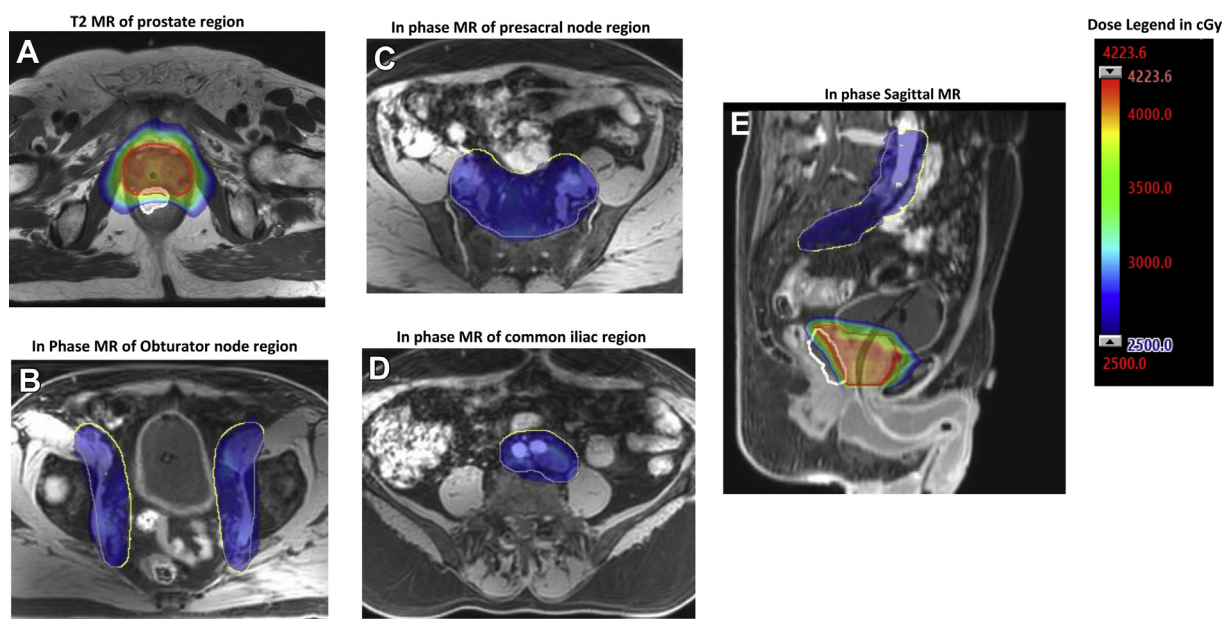 T2 MR of prostate region
A
In phase MR of presacral node region
C
In Phase MR of Obturator node region
B
In phase MR of common iliac region
D
In phase Sagittal MR
E
Dose Legend in cGy
4223.6
4223.6
4000.0
3500.0
3000.0
2500.0
2500.0